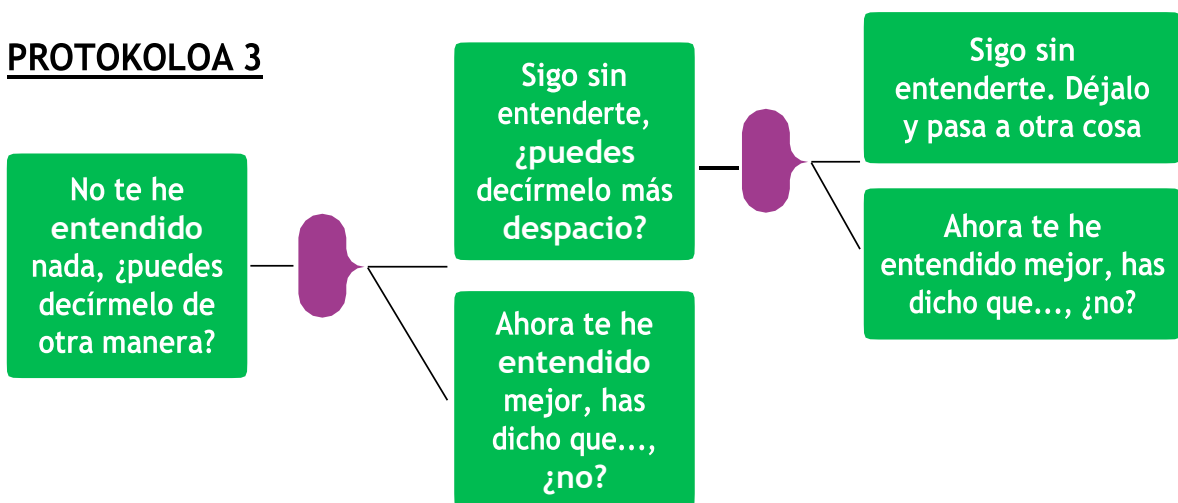 PROTOKOLOA 3
No te he
entendido
nada, ¿puedes
decírmelo de
otra manera?
Sigo sin
entenderte,
¿puedes
decírmelo más
despacio?
Ahora te he
entendido
mejor, has
dicho que...,
¿no?
Sigo sin
entenderte. Déjalo
y pasa a otra cosa
Ahora te he
entendido mejor, has
dicho que..., ¿no?